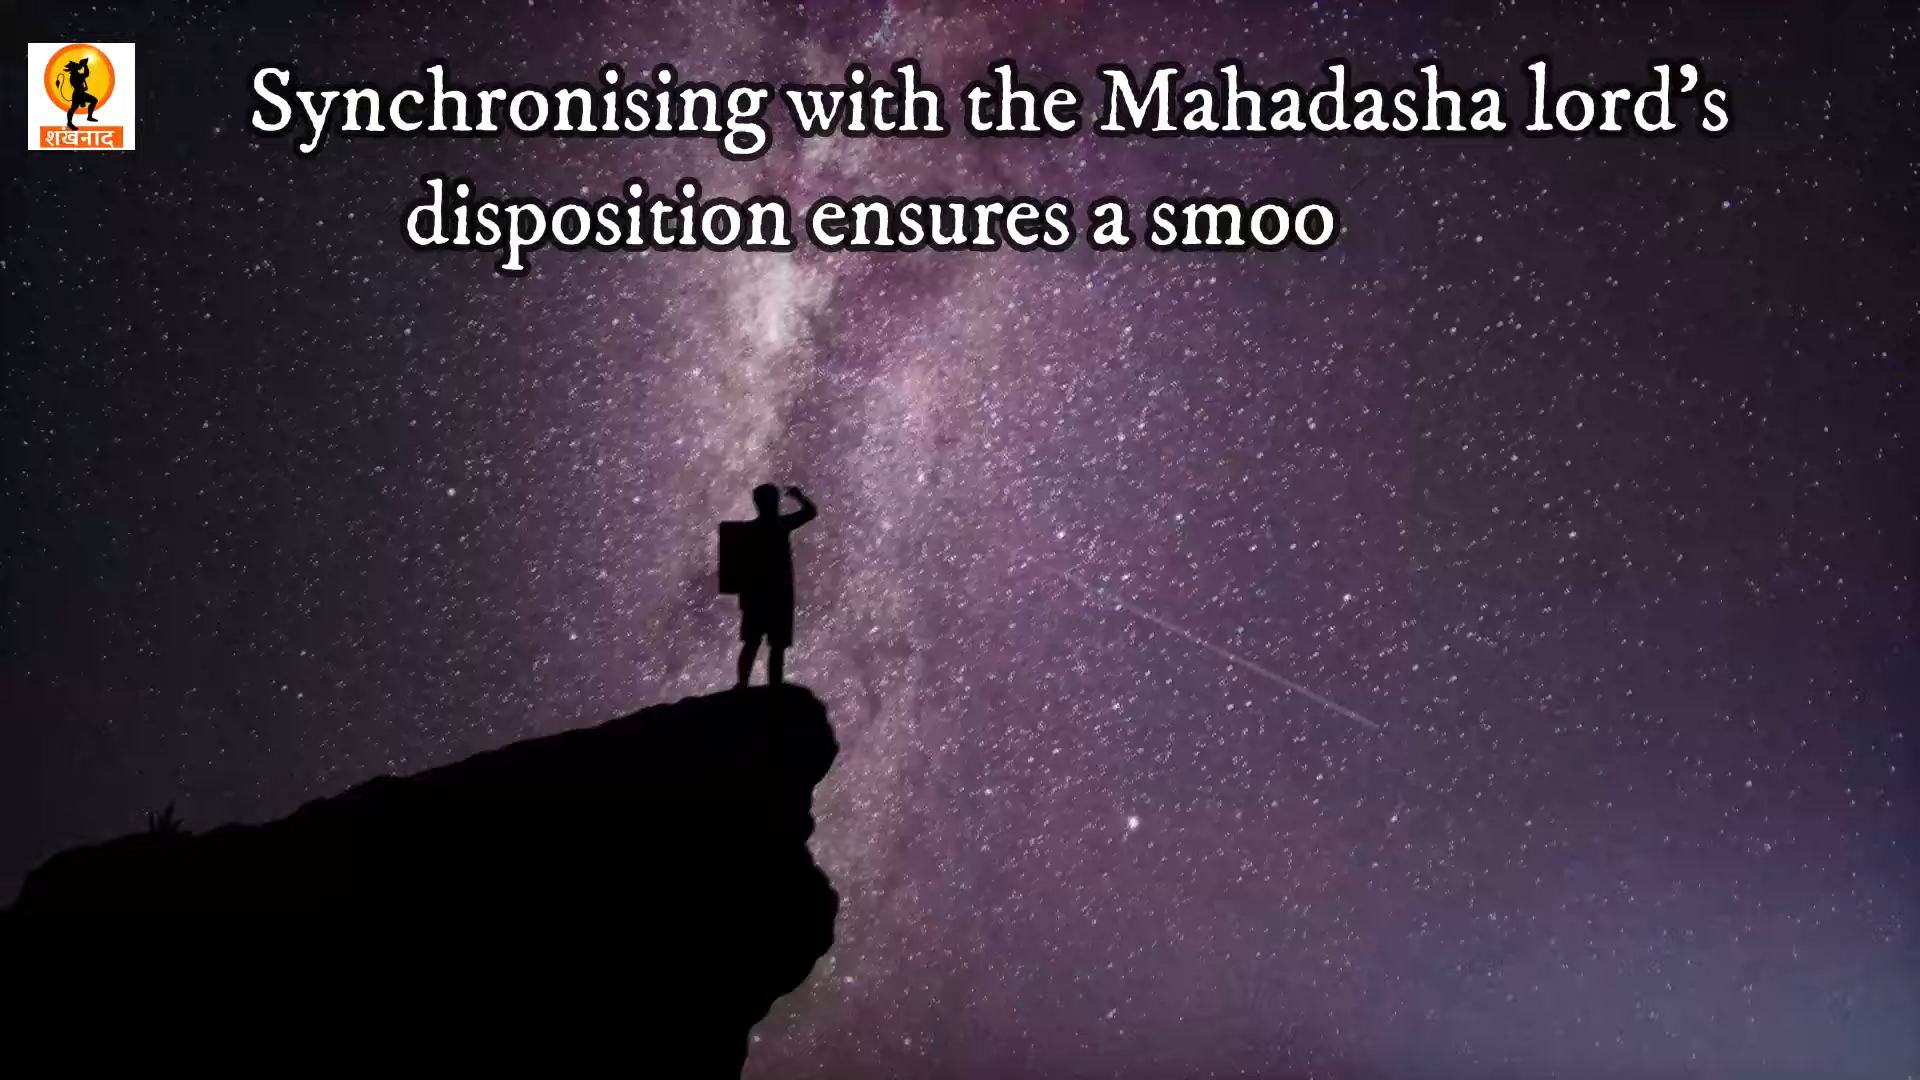 शंखनाद
Synchronising with the Mahadasha lord's
disposition ensures a smoo